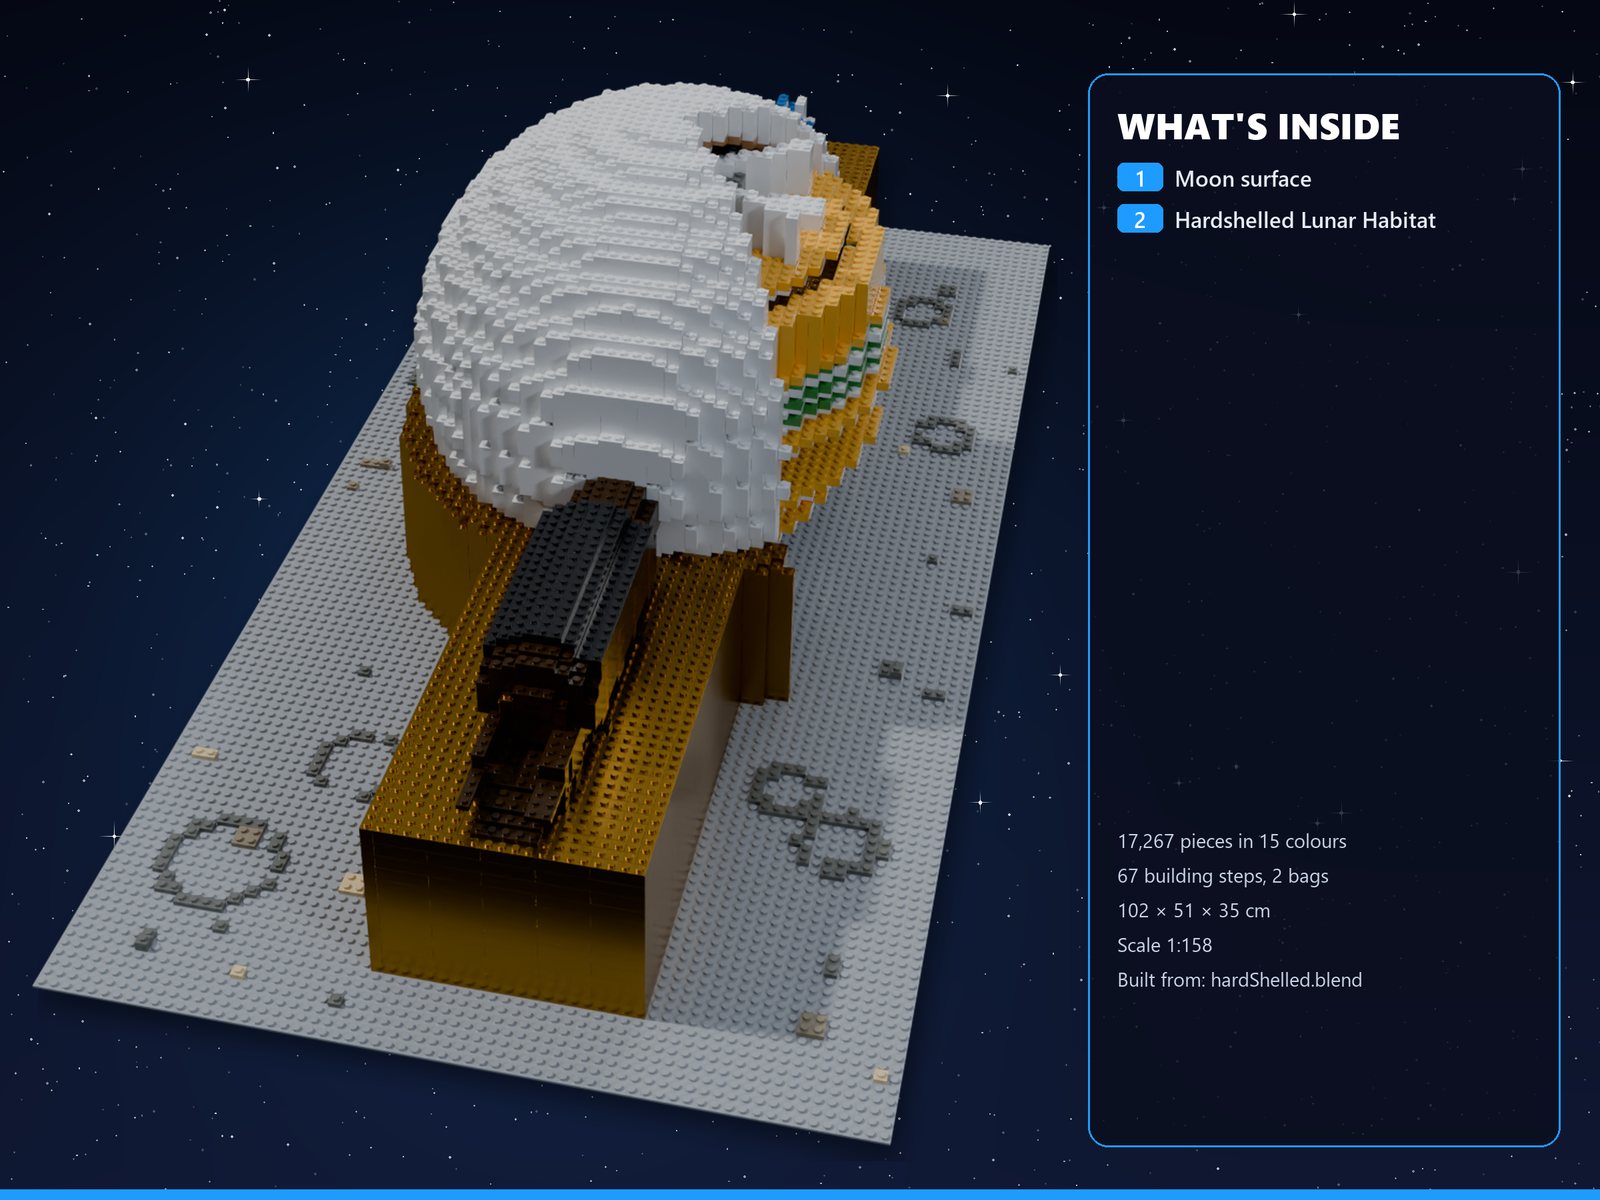 WHAT'S INSIDE
1 Moon surface
2 Hardshelled Lunar Habitat
17,267 pieces in 15 colours
67 building steps, 2 bags
102 × 51 × 35 cm
Scale 1:158
Built from: hardShelled.blend